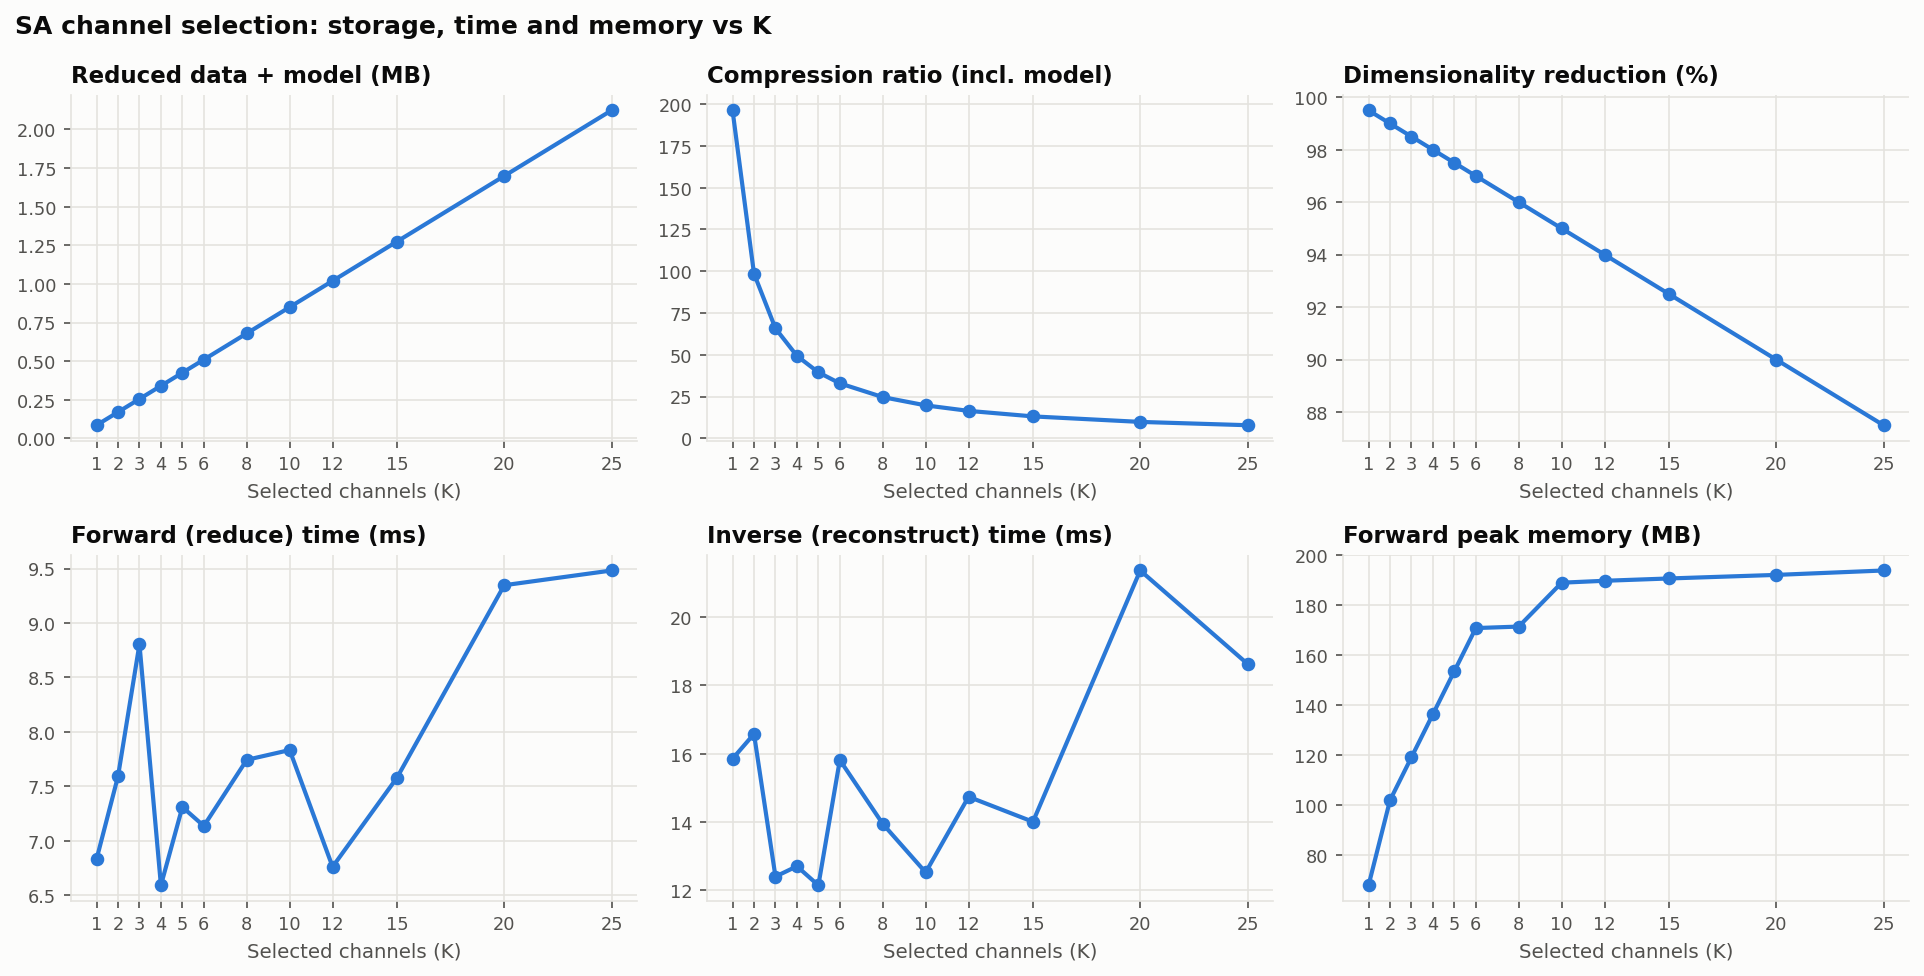 SA channel selection: storage, time and memory vs K
Reduced data + model (MB)
2.00
1.75
1.50
1.25
1.00
0.75
0.50
0.25
0.00
1 2 3 4 5 6 8 10 12 15 20 25
Selected channels (K)
Compression ratio (incl. model)
200
175
150
125
100
75
50
25
0
1 2 3 4 5 6 8 10 12 15 20 25
Selected channels (K)
Dimensionality reduction (%)
100
98
96
94
92
90
88
1 2 3 4 5 6 8 10 12 15 20 25
Selected channels (K)
Forward (reduce) time (ms)
9.5
9.0
8.5
8.0
7.5
7.0
6.5
1 2 3 4 5 6 8 10 12 15 20 25
Selected channels (K)
Inverse (reconstruct) time (ms)
20
18
16
14
12
1 2 3 4 5 6 8 10 12 15 20 25
Selected channels (K)
Forward peak memory (MB)
200
180
160
140
120
100
80
1 2 3 4 5 6 8 10 12 15 20 25
Selected channels (K)